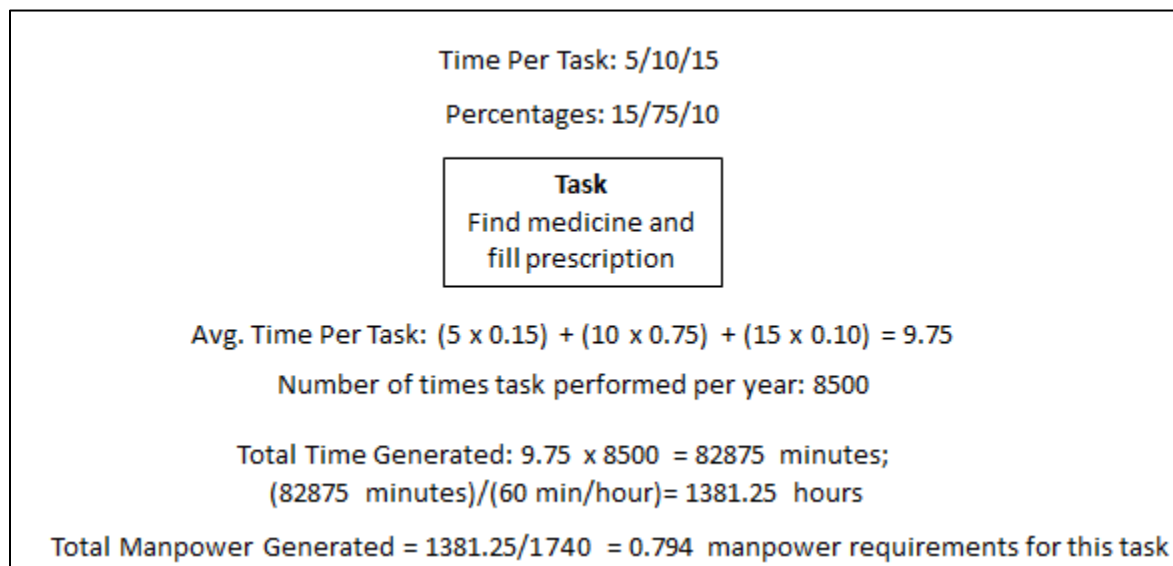 Time Per Task: 5/10/15
Percentages: 15/75/10
Task
Find medicine and
fill prescription
Avg. Time Per Task: (5 x 0.15) + (10 x 0.75) + (15 x 0.10) = 9.75
Number of times task performed per year: 8500
Total Time Generated: 9.75 x 8500 = 82875 minutes;
(82875 minutes)/(60 min/hour)= 1381.25 hours
Total Manpower Generated = 1381.25/1740 = 0.794 manpower requirements for this task